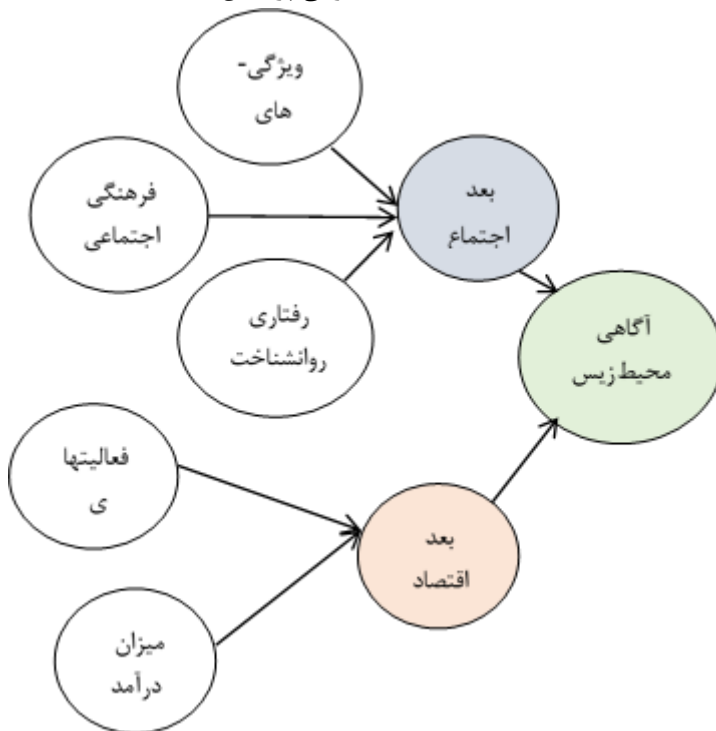 ویژگی-
های
فرهنگی
اجتماعی
بعد
اجتماع
رفتاری
روانشناخت
آگاهی
محیط‌زیس
فعالیتها
ی
بعد
اقتصاد
میزان
درآمد